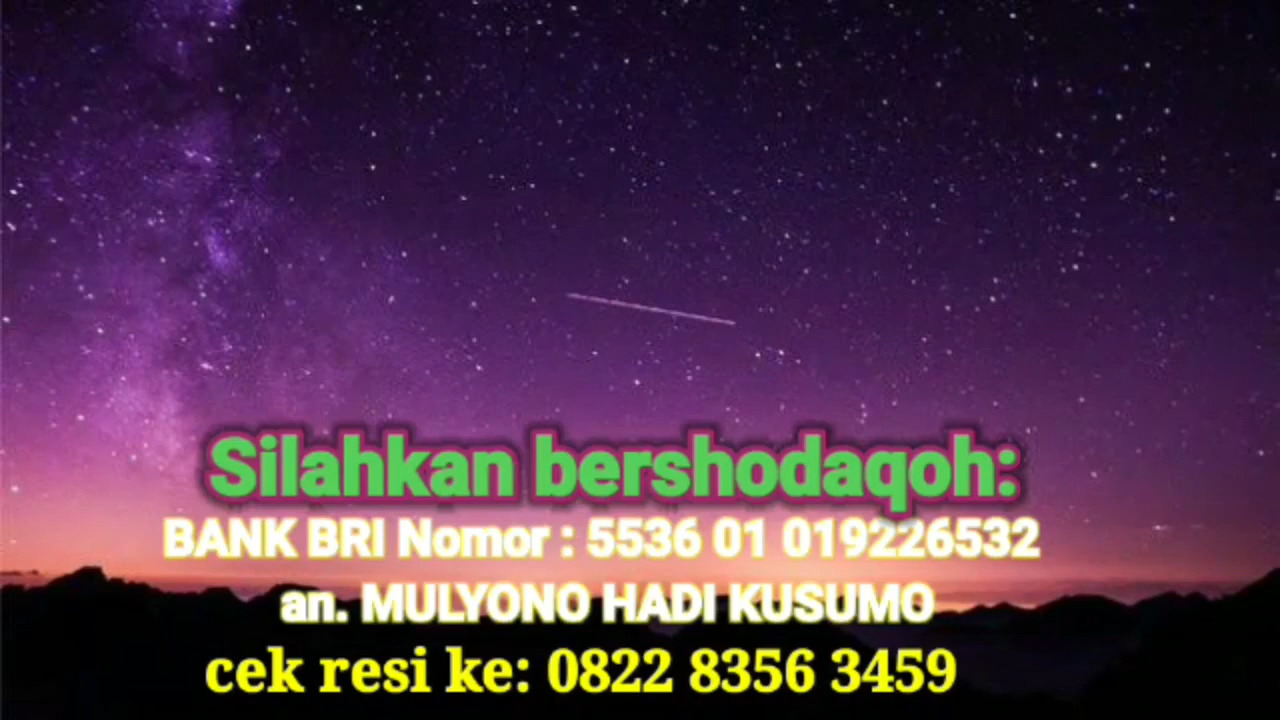 Silahkan bershodaqoh:
BANK BRI Nomor : 5536 01 019226532
an. MULYONO HADI KUSUMO
cek resi ke: 0822 8356 3459